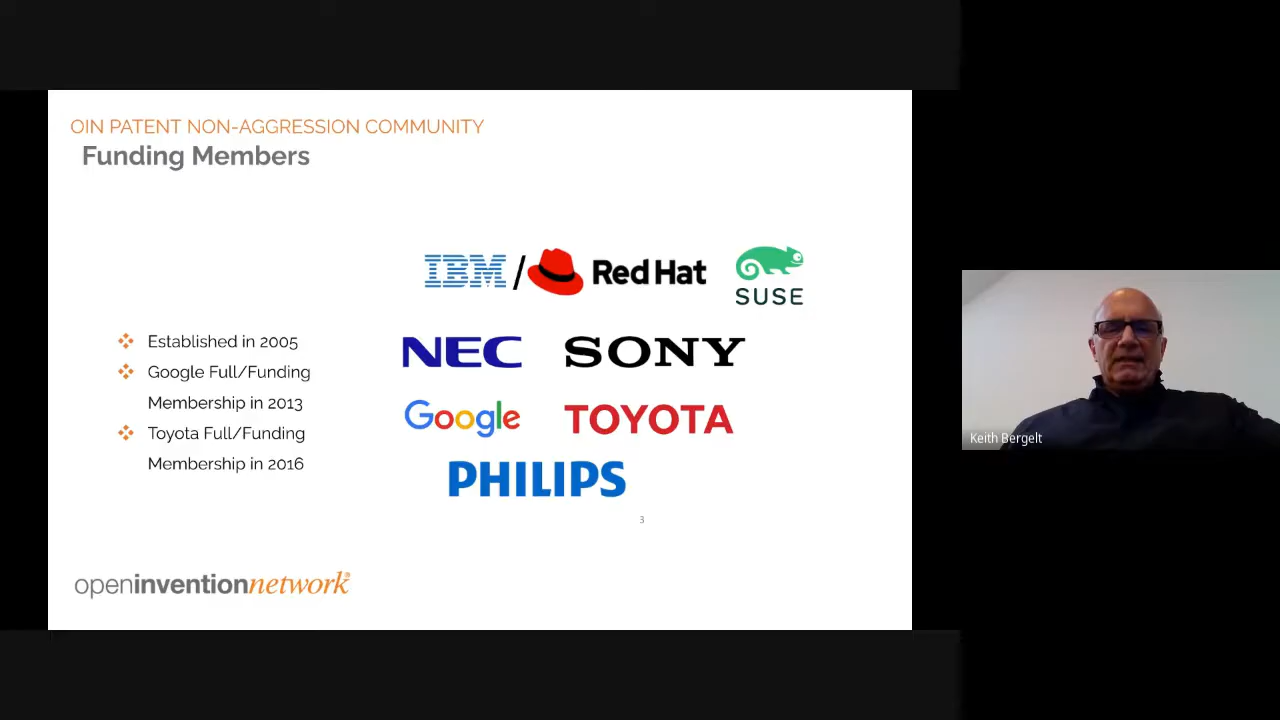 OIN PATENT NON-AGGRESSION COMMUNITY
Funding Members
IBM / Red Hat
SUSE
Established in 2005
Google Full/Funding
Membership in 2013
Toyota Full/Funding
Membership in 2016
NEC
SONY
Google
TOYOTA
PHILIPS
3
openinventionnetwork®
Keith Bergelt